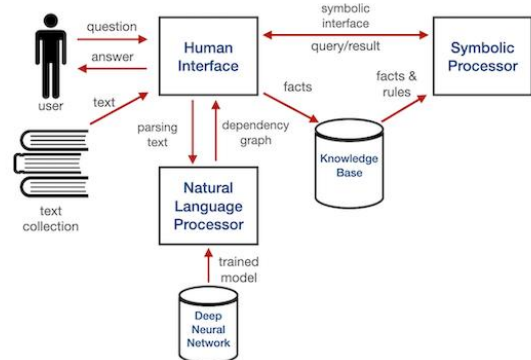 question
answer
user
text
text
collection
Human
Interface
symbolic
interface
query/result
Symbolic
Processor
facts
facts &
rules
parsing
text
dependency
graph
Knowledge
Base
Natural
Language
Processor
trained
model
Deep
Neural
Network